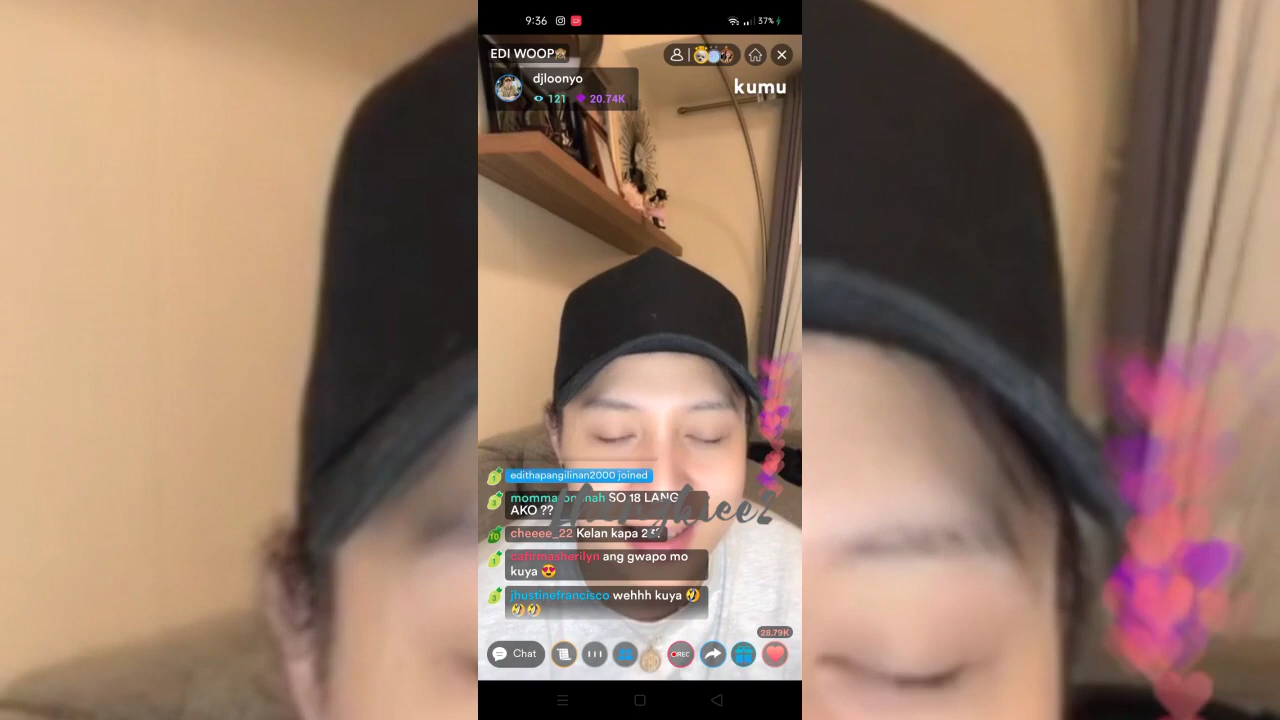 9:36
37%
EDI WOOP
djloonyo
121 20.74K
kumu
edithapangilinan2000 joined
SO 18 LANG
AKO ??
cheeee_22 Kelan kapa 2
cafirmasherilyn ang gwapo mo
kuya
jhustinefrancisco wehhh kuya
28.79K
Chat
REC